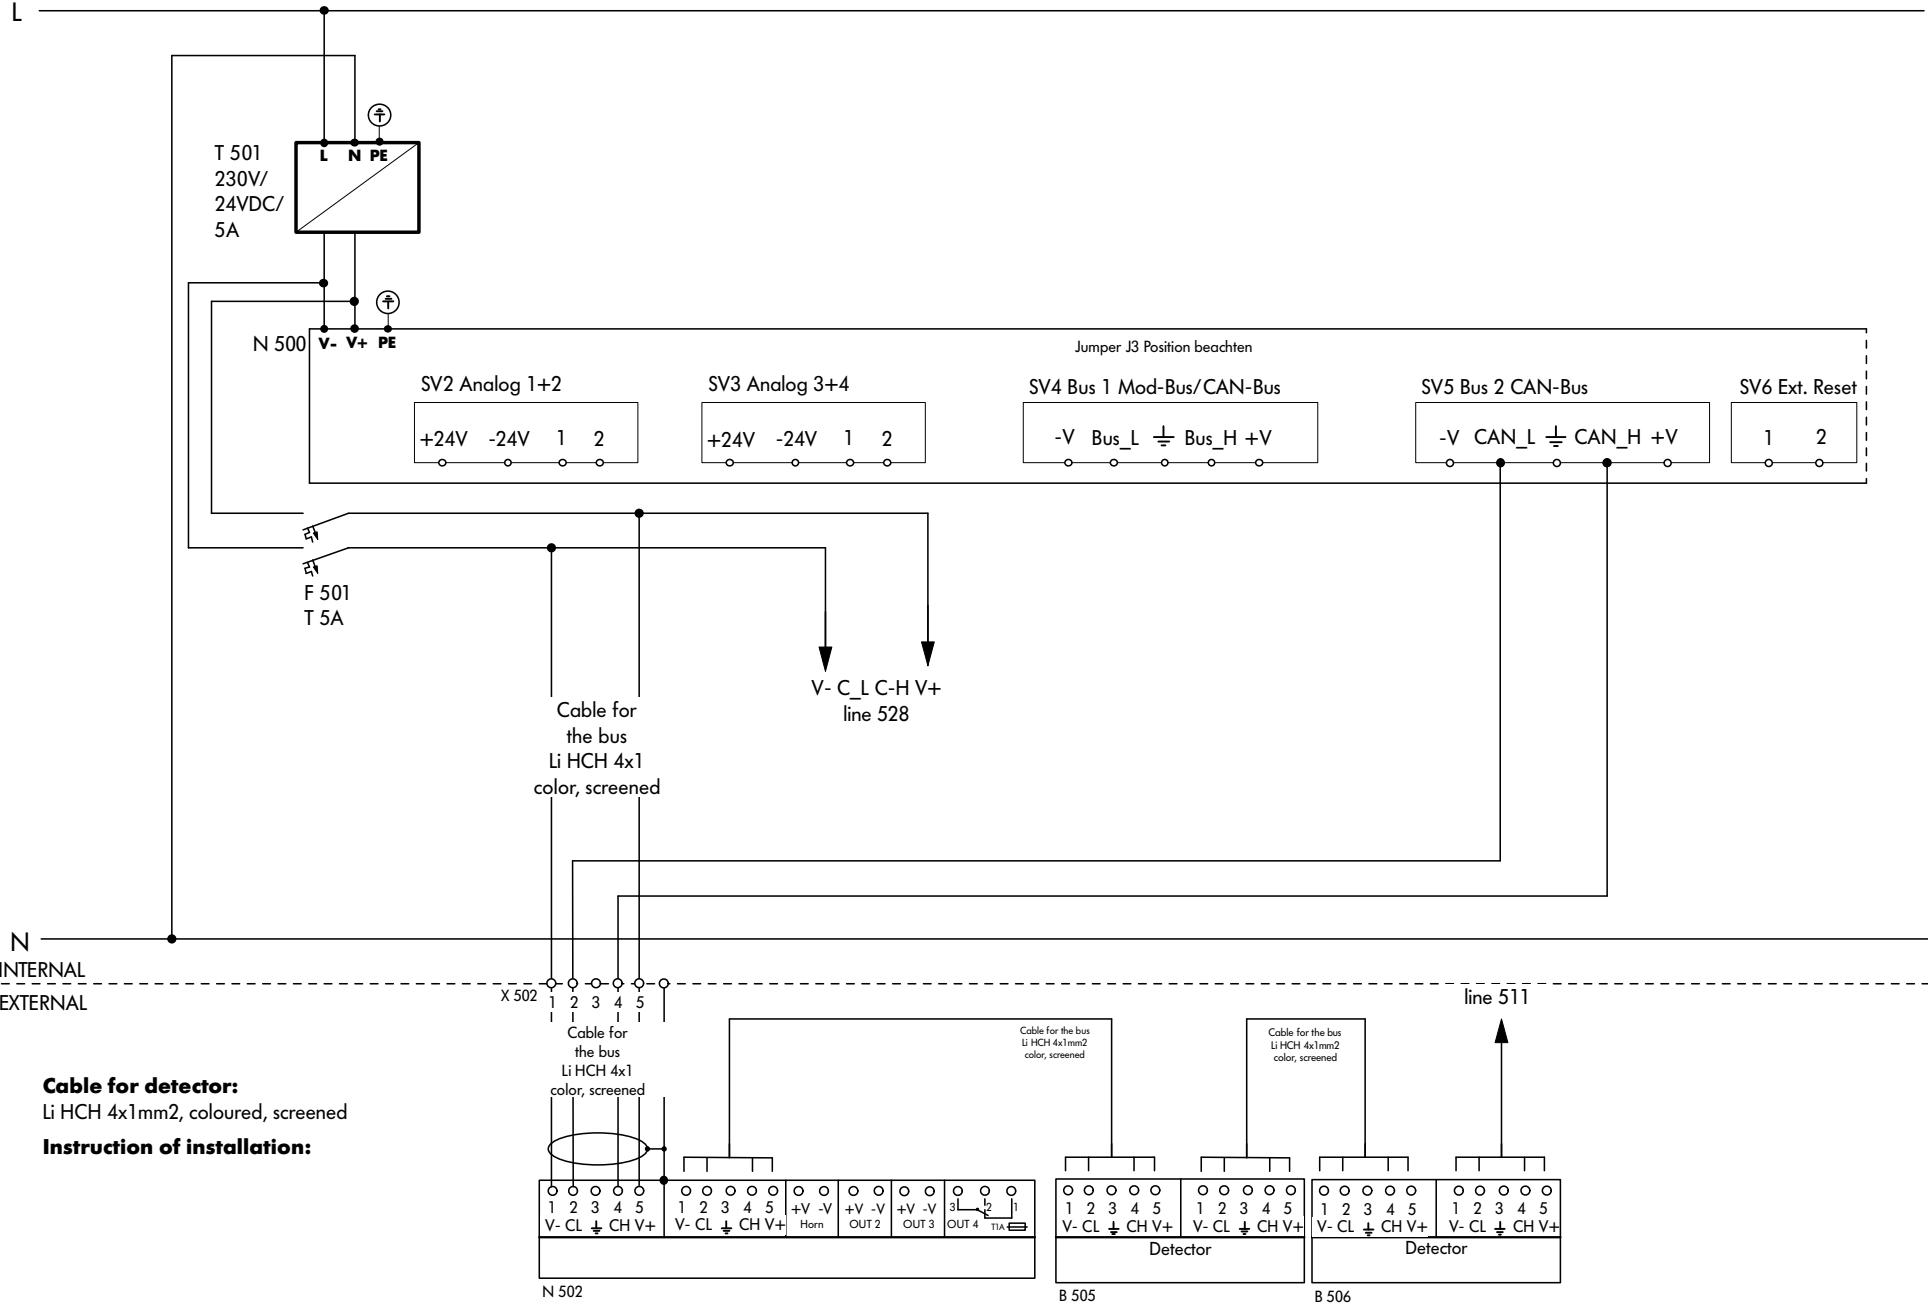 L
L N PE
T 501
230V/
24VDC/
5A
N 500
V- V+ PE
Jumper J3 Position beachten
SV2 Analog 1+2
+24V -24V 1 2
SV3 Analog 3+4
+24V -24V 1 2
SV4 Bus 1 Mod-Bus/CAN-Bus
-V Bus_L Bus_H +V
SV5 Bus 2 CAN-Bus
-V CAN_L CAN_H +V
SV6 Ext. Reset
1 2
F 501
T 5A
V- C_L C-H V+
line 528
Cable for
the bus
Li HCH 4x1
color, screened
N
INTERNAL
EXTERNAL
X 502 1 2 3 4 5
line 511
Cable for
the bus
Li HCH 4x1
color, screened
Cable for the bus
Li HCH 4x1mm2
color, screened
Cable for the bus
Li HCH 4x1mm2
color, screened
Cable for detector:
Li HCH 4x1mm2, coloured, screened
Instruction of installation:
1 2 3 4 5
V- CL CH V+
1 2 3 4 5
V- CL CH V+
+V -V
Horn
+V -V
OUT 2
+V -V
OUT 3
3 2 1
OUT 4 T1A
N 502
1 2 3 4 5
V- CL CH V+
1 2 3 4 5
V- CL CH V+
Detector
B 505
1 2 3 4 5
V- CL CH V+
1 2 3 4 5
V- CL CH V+
Detector
B 506